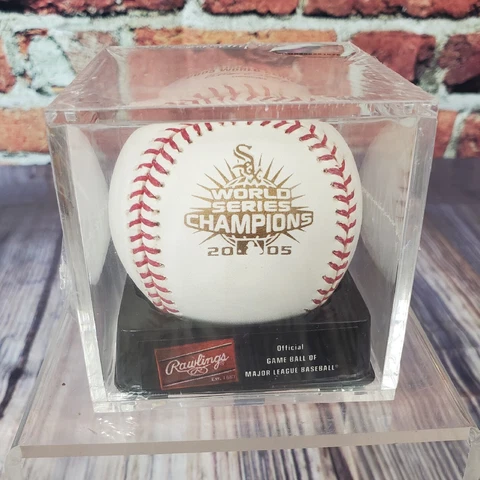 Sox
WORLD
SERIES
CHAMPIONS
2005
Rawlings
Official
GAME BALL OF
MAJOR LEAGUE BASEBALL